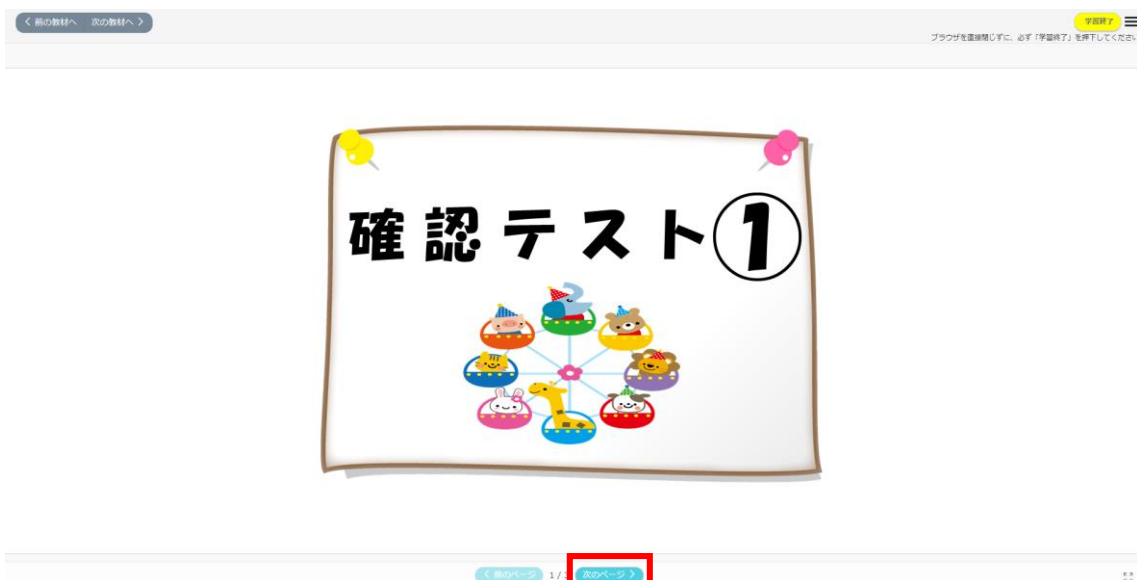 < 前の教材へ 次の教材へ >
学習終了
ブラウザを直接閉じずに、必ず「学習終了」を押下してください
確認テスト①
< 前のページ 1 / 次のページ >